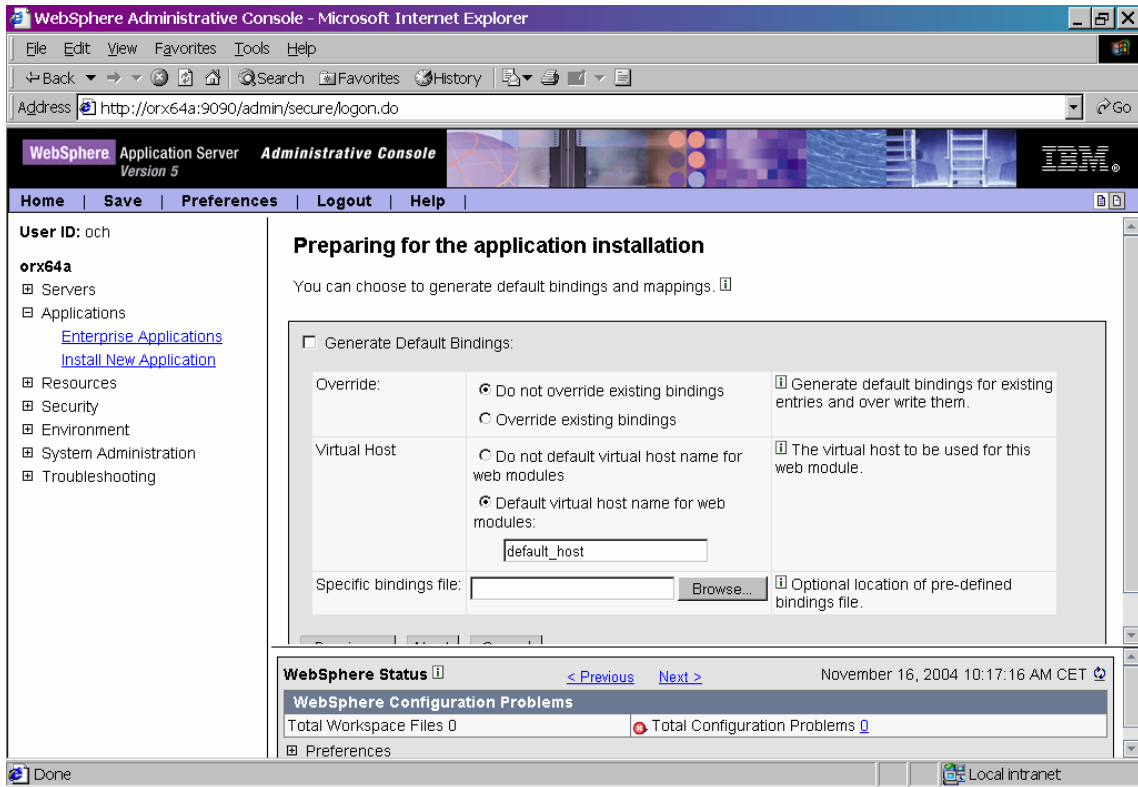 WebSphere Administrative Console - Microsoft Internet Explorer
File Edit View Favorites Tools Help
Back Search Favorites History
Address http://orx64a:9090/admin/secure/logon.do Go
WebSphere. Application Server Administrative Console
Version 5
IBM®
Home | Save | Preferences | Logout | Help |
User ID: och
orx64a
Servers
Applications
Enterprise Applications
Install New Application
Resources
Security
Environment
System Administration
Troubleshooting
Preparing for the application installation
You can choose to generate default bindings and mappings. i
Generate Default Bindings:
Override:
Do not override existing bindings
Override existing bindings
i Generate default bindings for existing
entries and over write them.
Virtual Host
Do not default virtual host name for
web modules
Default virtual host name for web
modules:
default_host
i The virtual host to be used for this
web module.
Specific bindings file:
Browse...
i Optional location of pre-defined
bindings file.
WebSphere Status i
< Previous Next >
November 16, 2004 10:17:16 AM CET
WebSphere Configuration Problems
Total Workspace Files 0
Total Configuration Problems 0
Preferences
Done
Local intranet